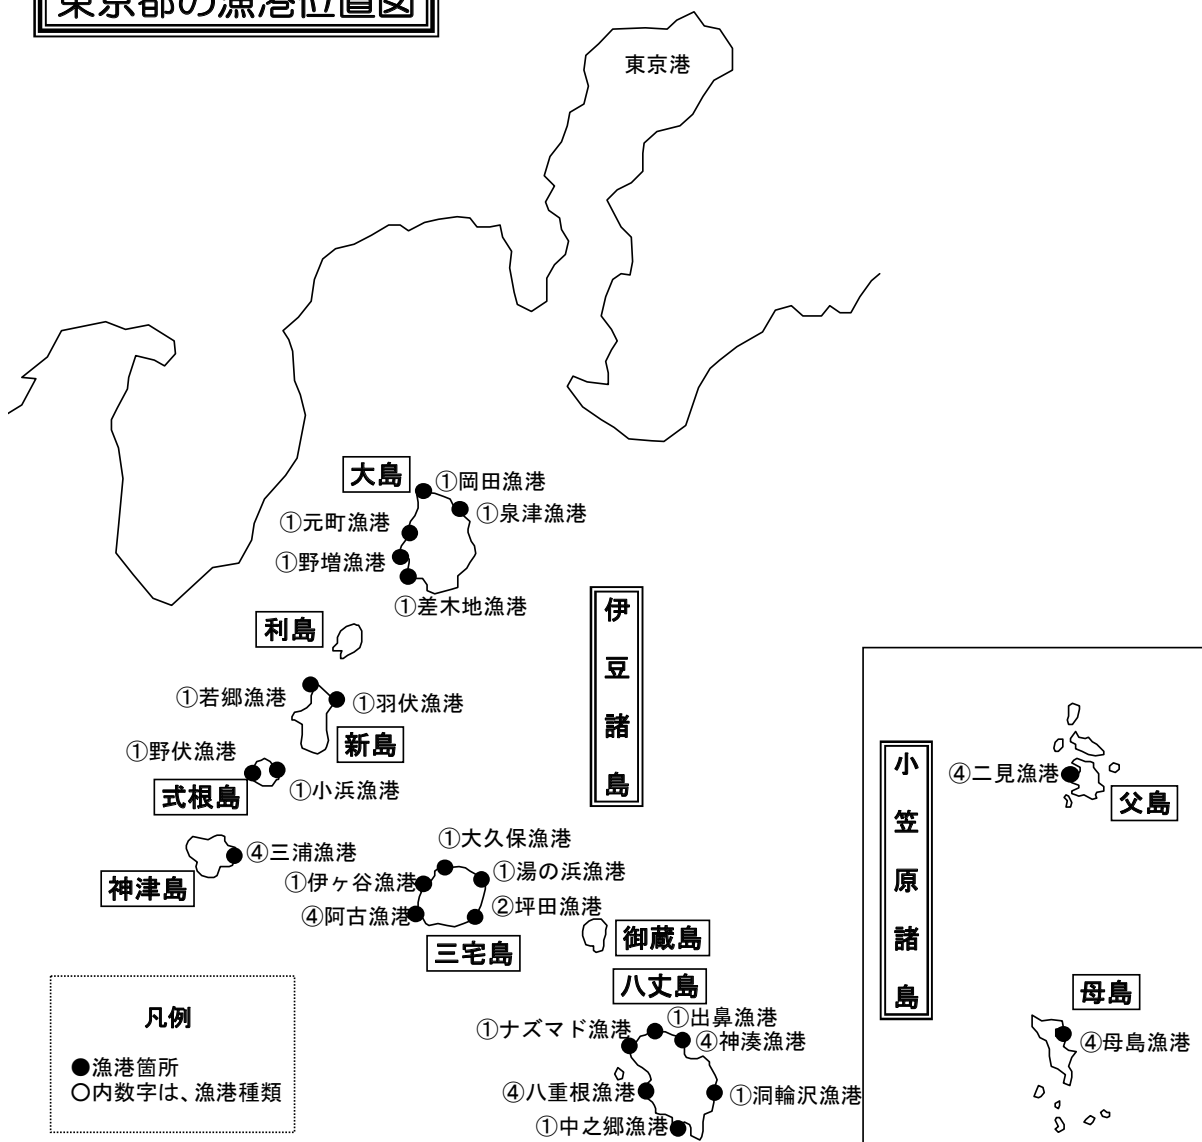 東京都の漁港位置図
東京港
大島
①岡田漁港
①泉津漁港
①元町漁港
①野増漁港
①差木地漁港
伊豆諸島
利島
①若郷漁港
①羽伏漁港
新島
①野伏漁港
①小浜漁港
式根島
④三浦漁港
神津島
①大久保漁港
①伊ヶ谷漁港
①湯の浜漁港
④阿古漁港
②坪田漁港
三宅島
御蔵島
八丈島
①出鼻漁港
①ナズマド漁港
④神湊漁港
④八重根漁港
①洞輪沢漁港
①中之郷漁港
小笠原諸島
④二見漁港
父島
母島
④母島漁港
凡例
●漁港箇所
○内数字は、漁港種類